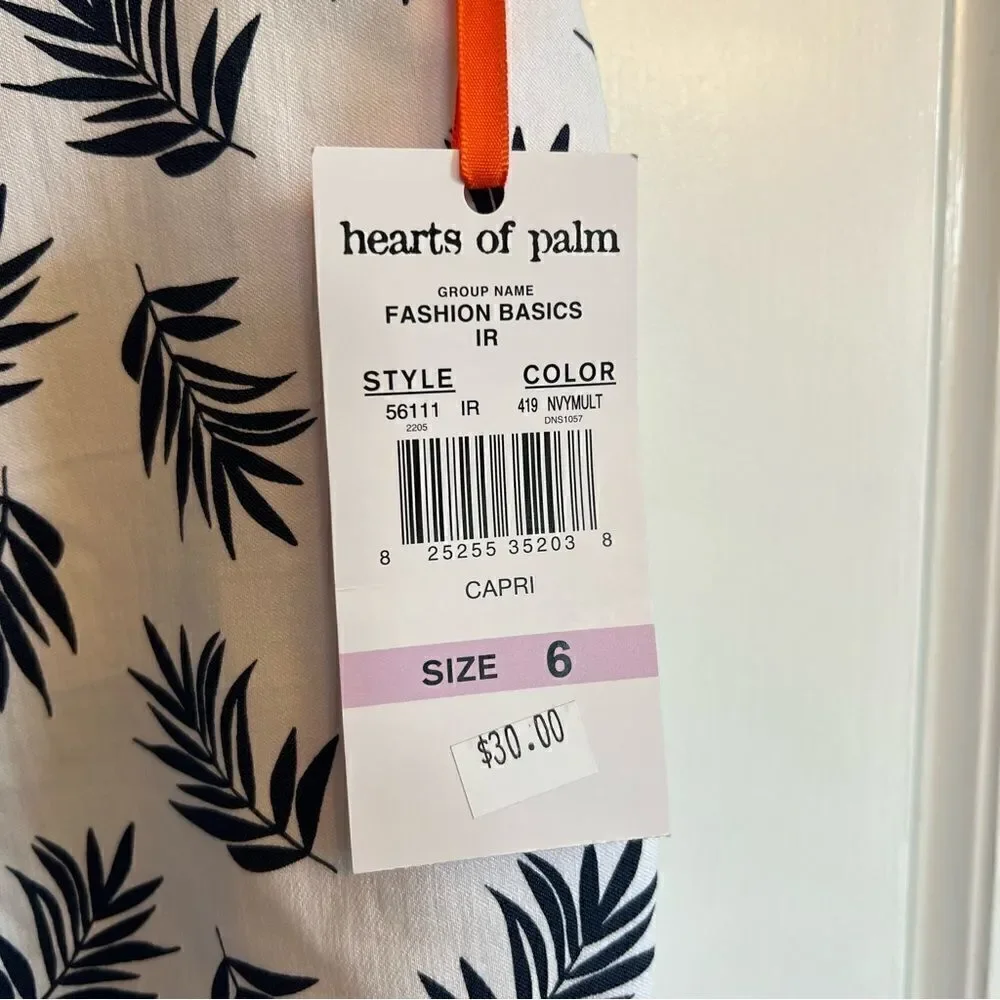 hearts of palm
GROUP NAME
FASHION BASICS
IR
STYLE COLOR
56111 IR 419 NVYMULT
2205 DNS1057
8 25255 35203 8
CAPRI
SIZE 6
$30.00